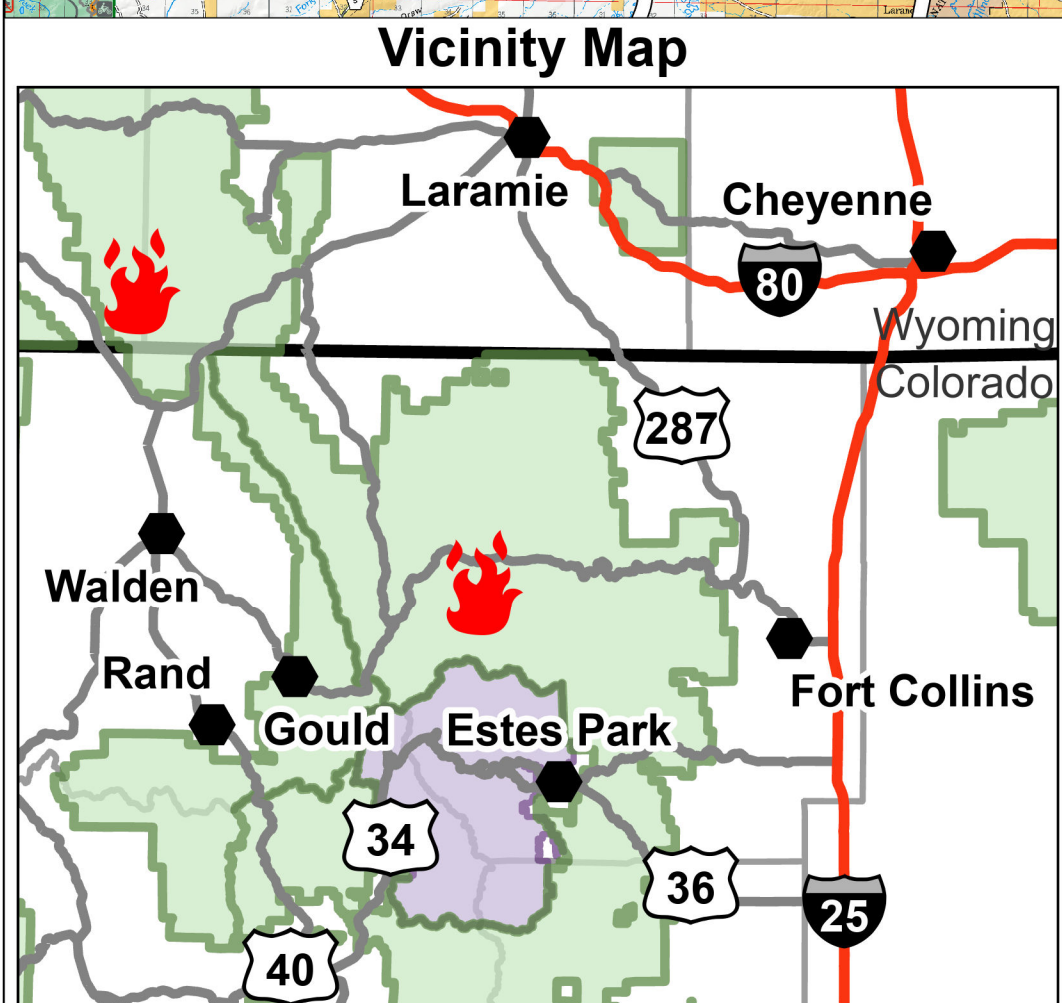 Vicinity Map
Laramie
Cheyenne
80
Wyoming
Colorado
287
Walden
Rand
Fort Collins
Gould
Estes Park
34
36
25
40